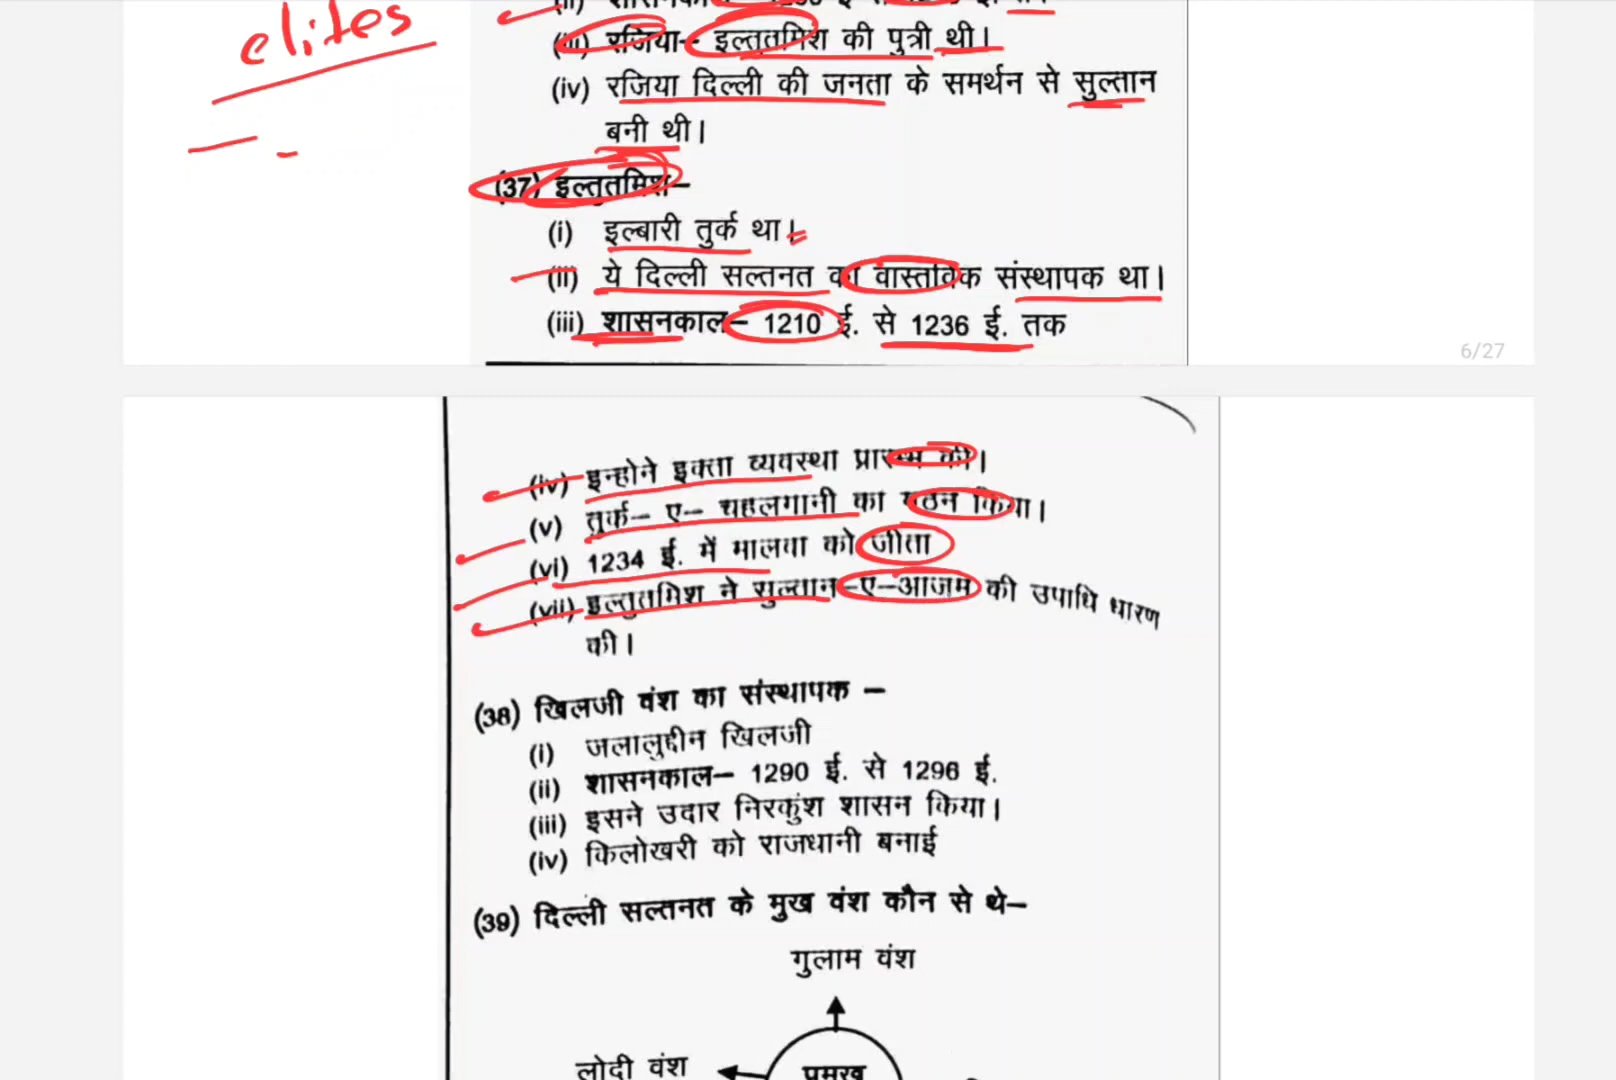 elites
(iii) रजिया- इल्तुतमिश की पुत्री थी।
(iv) रजिया दिल्ली की जनता के समर्थन से सुल्तान
बनी थी।
(37) इल्तुतमिश-
(i) इल्बारी तुर्क था।
(ii) ये दिल्ली सल्तनत का वास्तविक संस्थापक था।
(iii) शासनकाल- 1210 ई. से 1236 ई. तक
6/27
(iv) इन्होने इक्ता व्यवस्था प्रारम्भ की।
(v) तुर्क- ए- चहलगानी का गठन किया।
(vi) 1234 ई. में मालवा को जीता
(vii) इल्तुतमिश ने सुल्तान-ए-आजम की उपाधि धारण
की।
(38) खिलजी वंश का संस्थापक –
(i) जलालुद्दीन खिलजी
(ii) शासनकाल- 1290 ई. से 1296 ई.
(iii) इसने उदार निरकुंश शासन किया।
(iv) किलोखरी को राजधानी बनाई
(39) दिल्ली सल्तनत के मुख वंश कौन से थे-
गुलाम वंश
लोदी वंश
प्रमुख